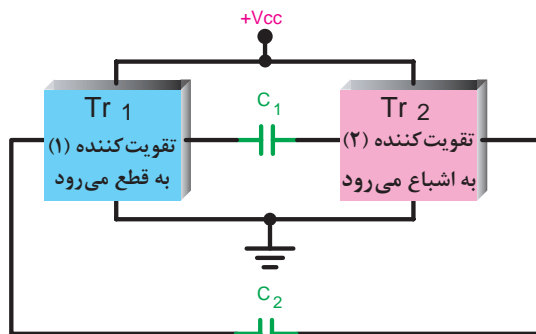 +Vcc
Tr 1
تقویت‌کننده (۱)
به قطع می‌رود
C1
Tr 2
تقویت‌کننده (۲)
به اشباع می‌رود
C2